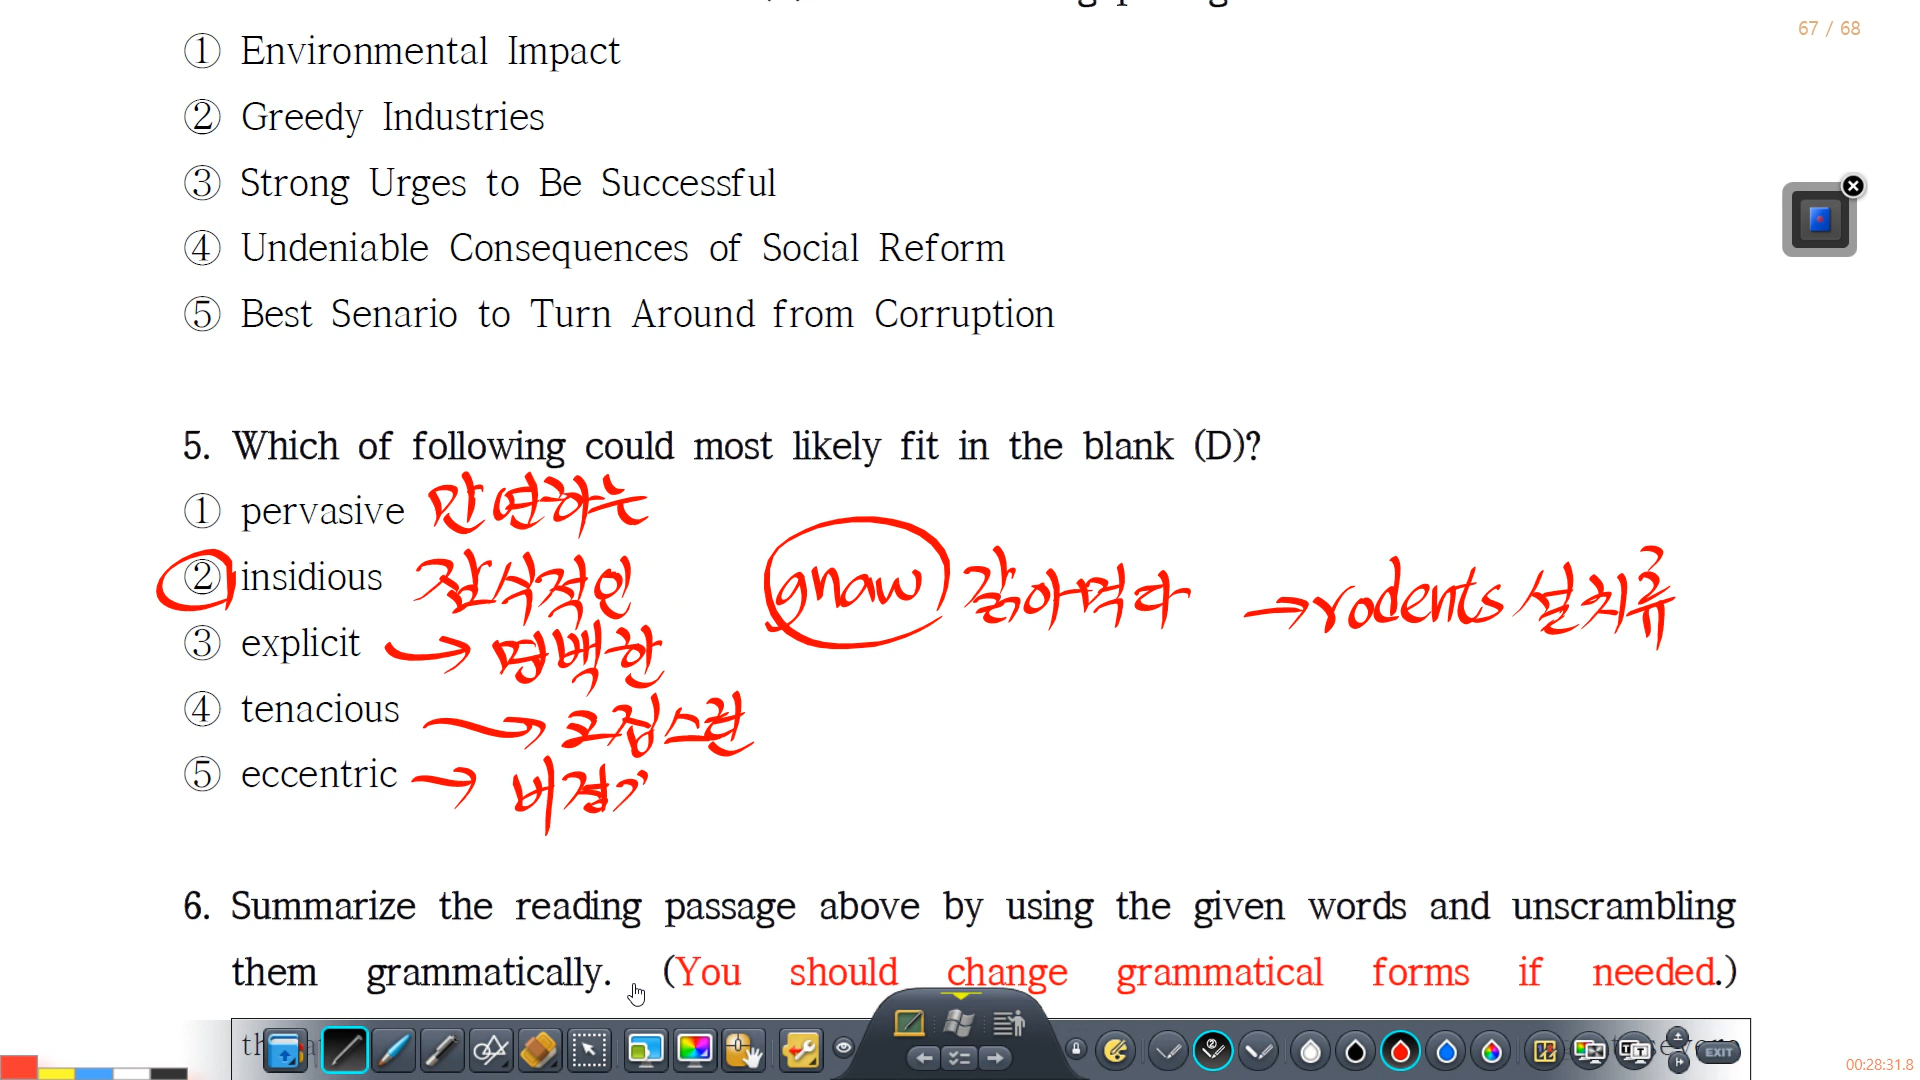 67 / 68
① Environmental Impact
② Greedy Industries
③ Strong Urges to Be Successful
④ Undeniable Consequences of Social Reform
⑤ Best Senario to Turn Around from Corruption
5. Which of following could most likely fit in the blank (D)?
① pervasive 만연하는
② insidious 잠식적인 gnaw 갉아먹다 →rodents 설치류
③ explicit → 명백한
④ tenacious → 고집스런
⑤ eccentric →
6. Summarize the reading passage above by using the given words and unscrambling
them grammatically. (You should change grammatical forms if needed.)
EXIT
00:28:31.8